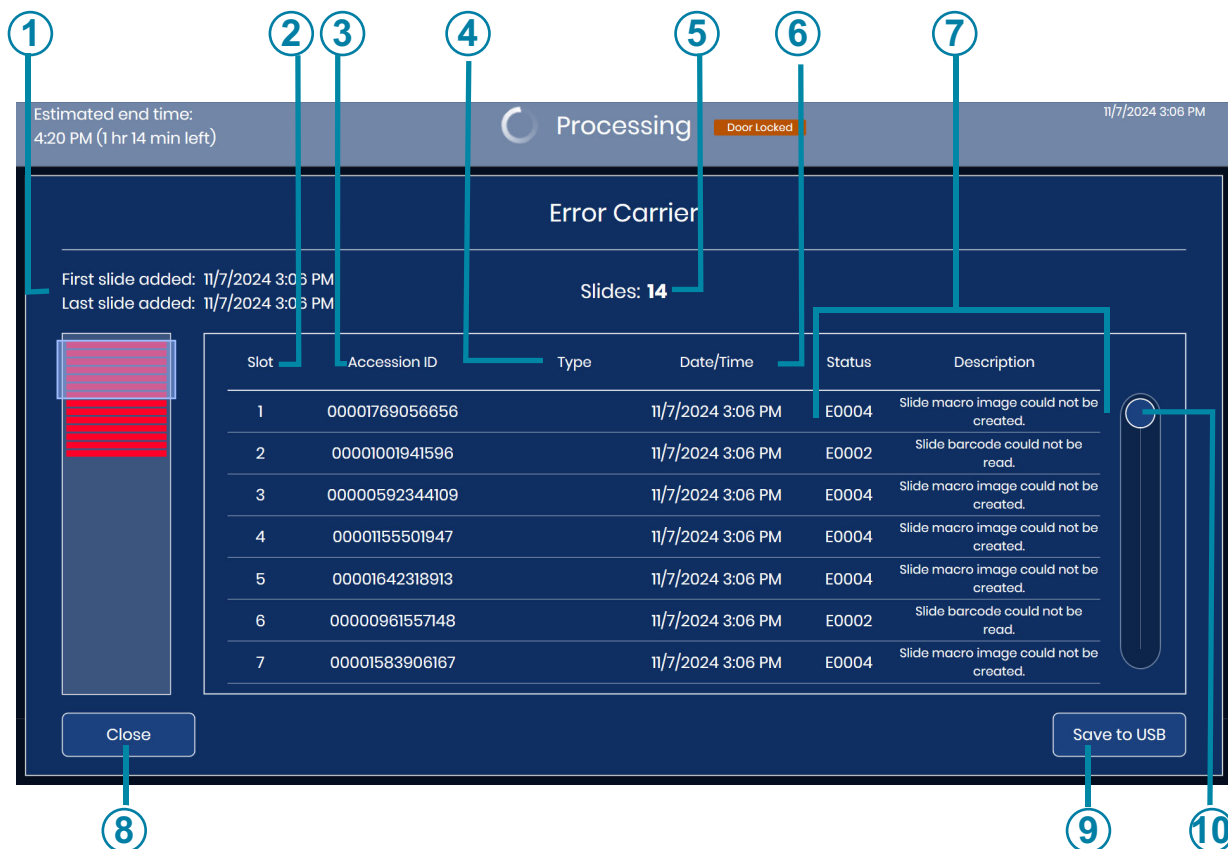 1 2 3 4 5 6 7
Estimated end time:
4:20 PM (1 hr 14 min left)
Processing
Door Locked
11/7/2024 3:06 PM
Error Carrier
First slide added: 11/7/2024 3:06 PM
Last slide added: 11/7/2024 3:06 PM
Slides: 14
Slot Accession ID Type Date/Time Status Description
1 00001769056656 11/7/2024 3:06 PM E0004 Slide macro image could not be
created.
2 00001001941596 11/7/2024 3:06 PM E0002 Slide barcode could not be
read.
3 00000592344109 11/7/2024 3:06 PM E0004 Slide macro image could not be
created.
4 00001155501947 11/7/2024 3:06 PM E0004 Slide macro image could not be
created.
5 00001642318913 11/7/2024 3:06 PM E0004 Slide macro image could not be
created.
6 00000961557148 11/7/2024 3:06 PM E0002 Slide barcode could not be
read.
7 00001583906167 11/7/2024 3:06 PM E0004 Slide macro image could not be
created.
Close
Save to USB
8 9 10